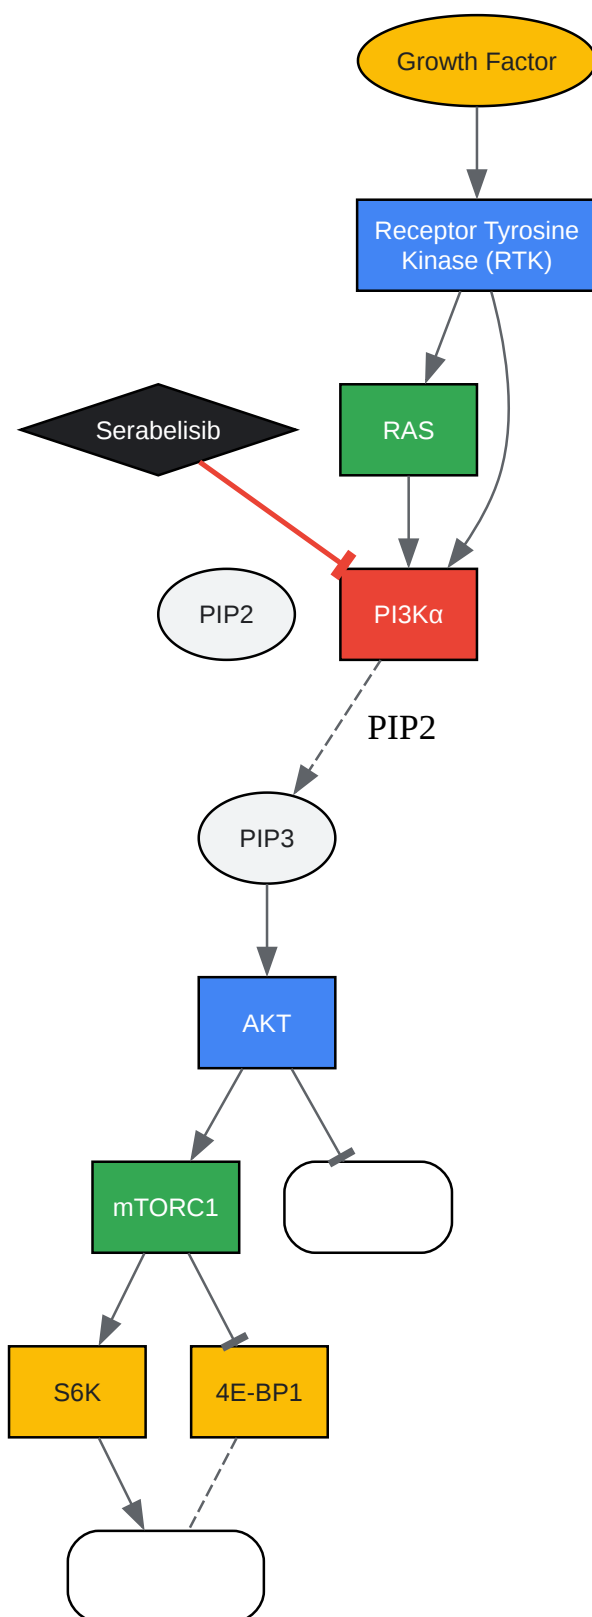 Growth Factor
Receptor Tyrosine
Kinase (RTK)
RAS
Serabelisib
PIP2
PI3Kα
PIP2
PIP3
AKT
mTORC1
S6K
4E-BP1